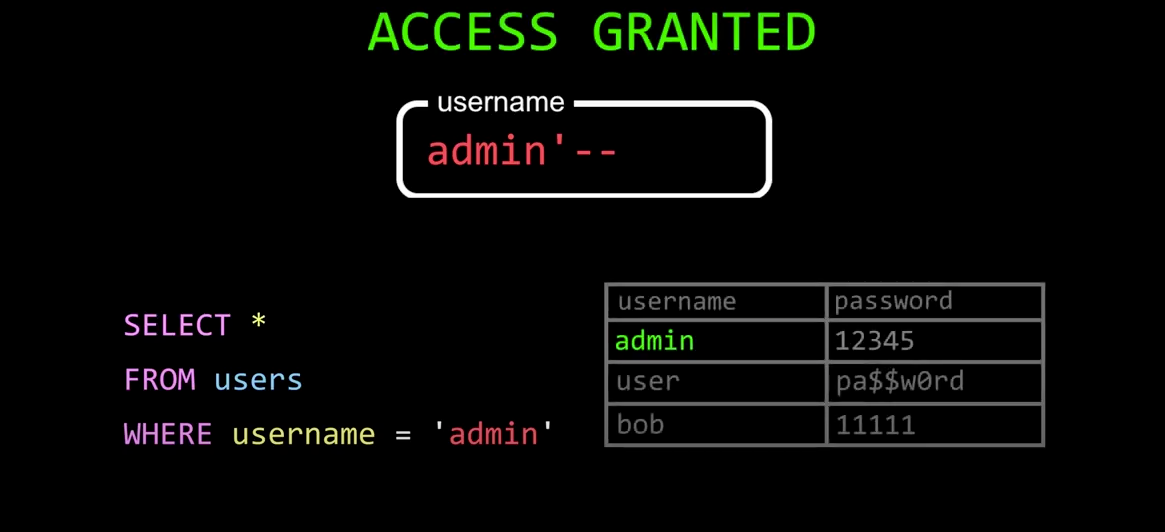 ACCESS GRANTED
username
admin'--
SELECT *
FROM users
WHERE username = 'admin'
username password
admin 12345
user pa$$w0rd
bob 11111